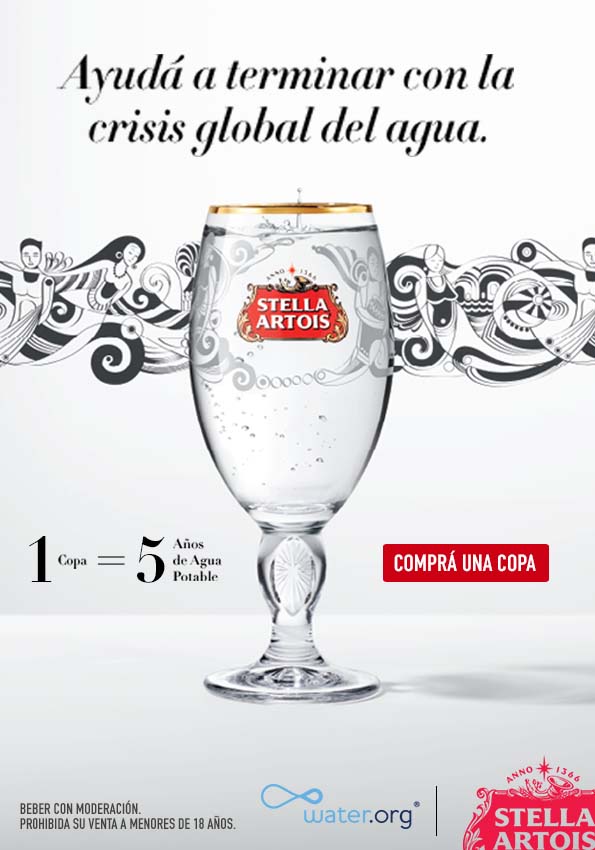 Ayudá a terminar con la
crisis global del agua.
ANNO 1366
STELLA
ARTOIS
1 Copa = 5 Años
de Agua
Potable
COMPRÁ UNA COPA
BEBER CON MODERACIÓN.
PROHIBIDA SU VENTA A MENORES DE 18 AÑOS.
water.org®
ANNO 1366
STELLA
ARTOIS